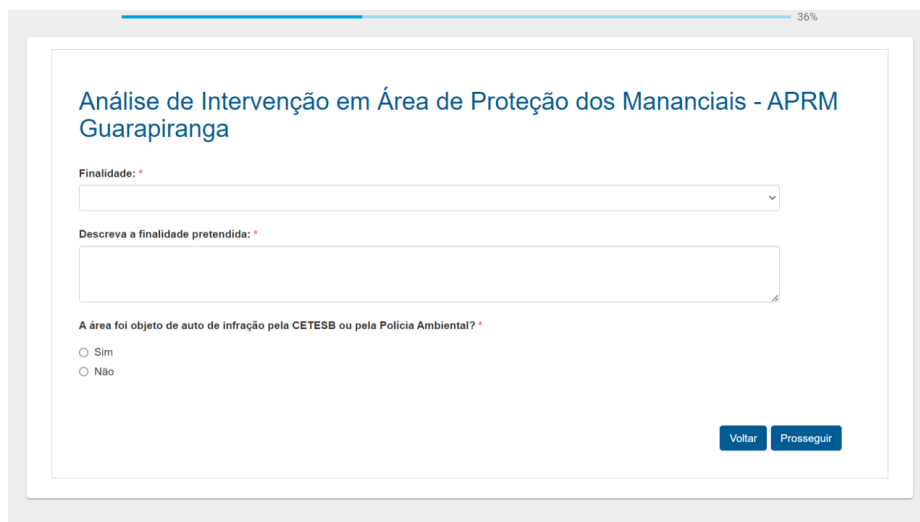 36%
Análise de Intervenção em Área de Proteção dos Mananciais - APRM
Guarapiranga
Finalidade: *
Descreva a finalidade pretendida: *
A área foi objeto de auto de infração pela CETESB ou pela Polícia Ambiental? *
Sim
Não
Voltar Prosseguir